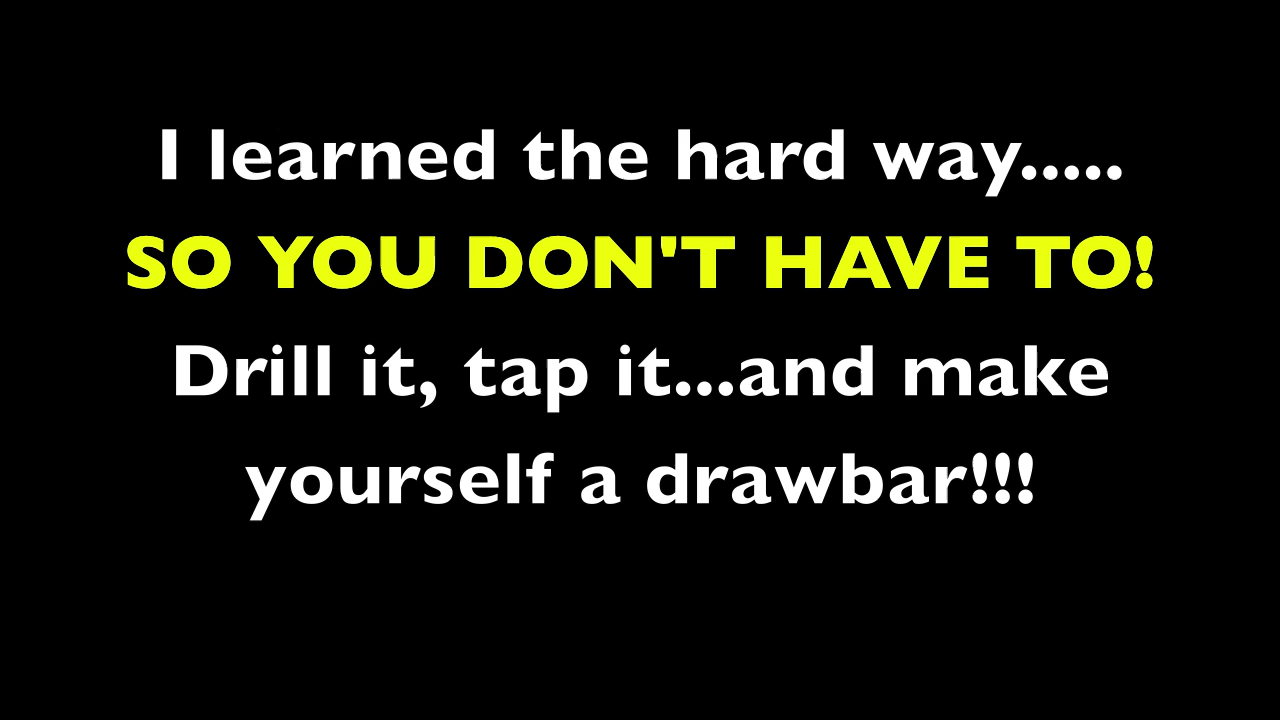 I learned the hard way.....
SO YOU DON'T HAVE TO!
Drill it, tap it...and make
yourself a drawbar!!!